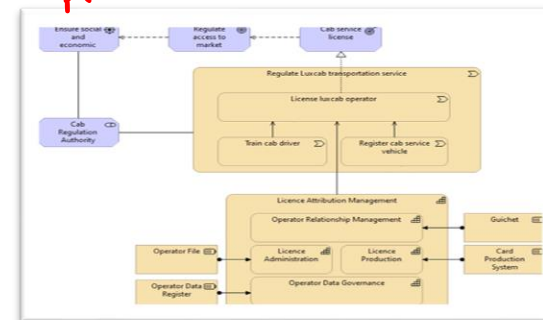 Ensure social
and
economic
Regulate
access to
market
Cab service
license
Regulate Luxcab transportation service
License luxcab operator
Cab
Regulation
Authority
Train cab driver
Register cab service
vehicle
Licence Attribution Management
Operator Relationship Management
Guichet
Operator File
Licence
Administration
Licence
Production
Card
Production
System
Operator Data
Register
Operator Data Governance